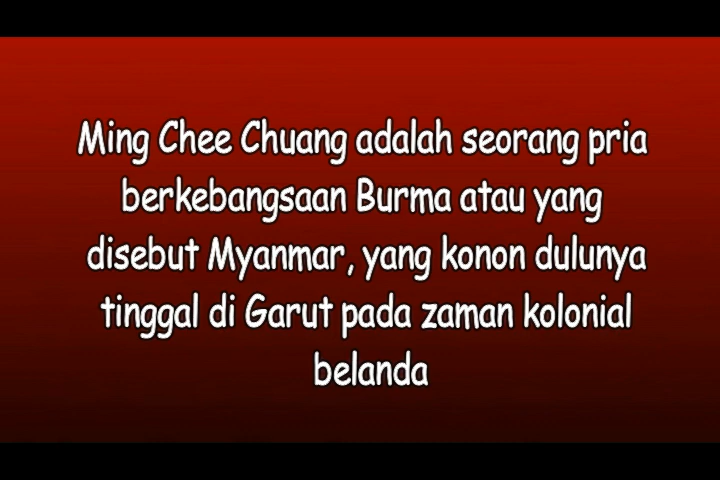 Ming Chee Chuang adalah seorang pria
berkebangsaan Burma atau yang
disebut Myanmar, yang konon dulunya
tinggal di Garut pada zaman kolonial
belanda